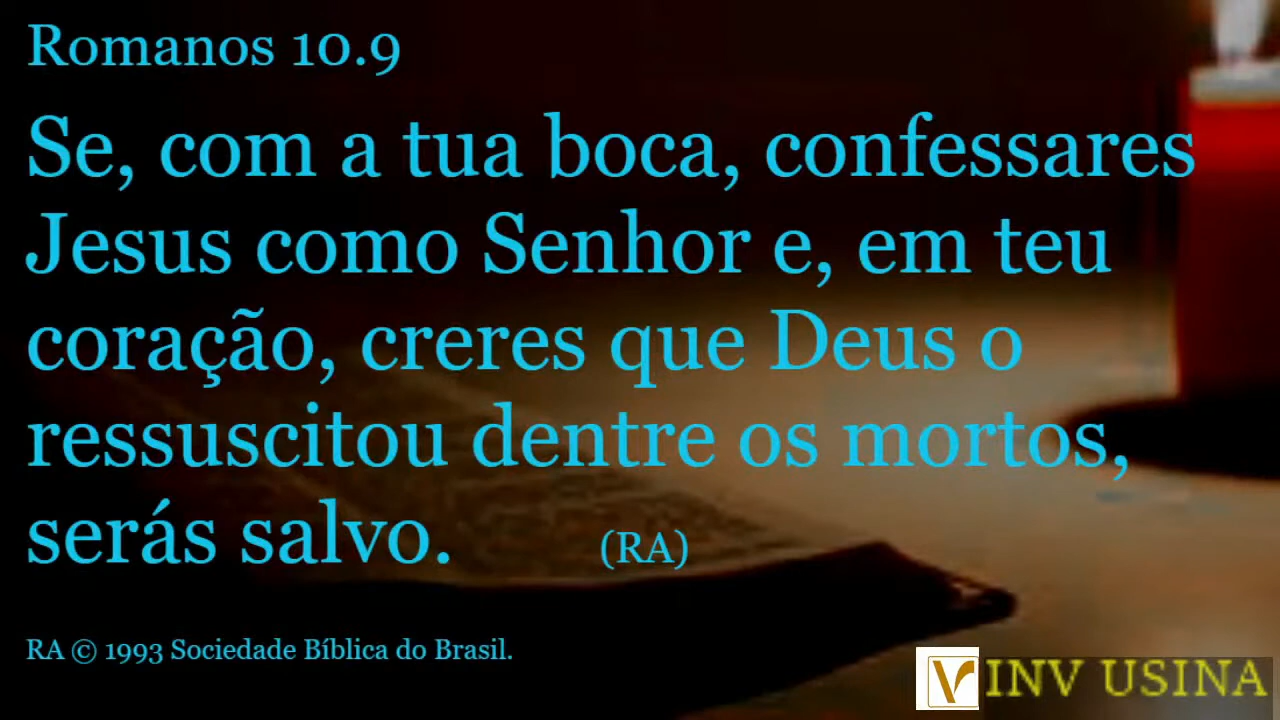 Romanos 10.9
Se, com a tua boca, confessares
Jesus como Senhor e, em teu
coração, creres que Deus o
ressuscitou dentre os mortos,
serás salvo. (RA)
RA © 1993 Sociedade Bíblica do Brasil.
V INV USINA